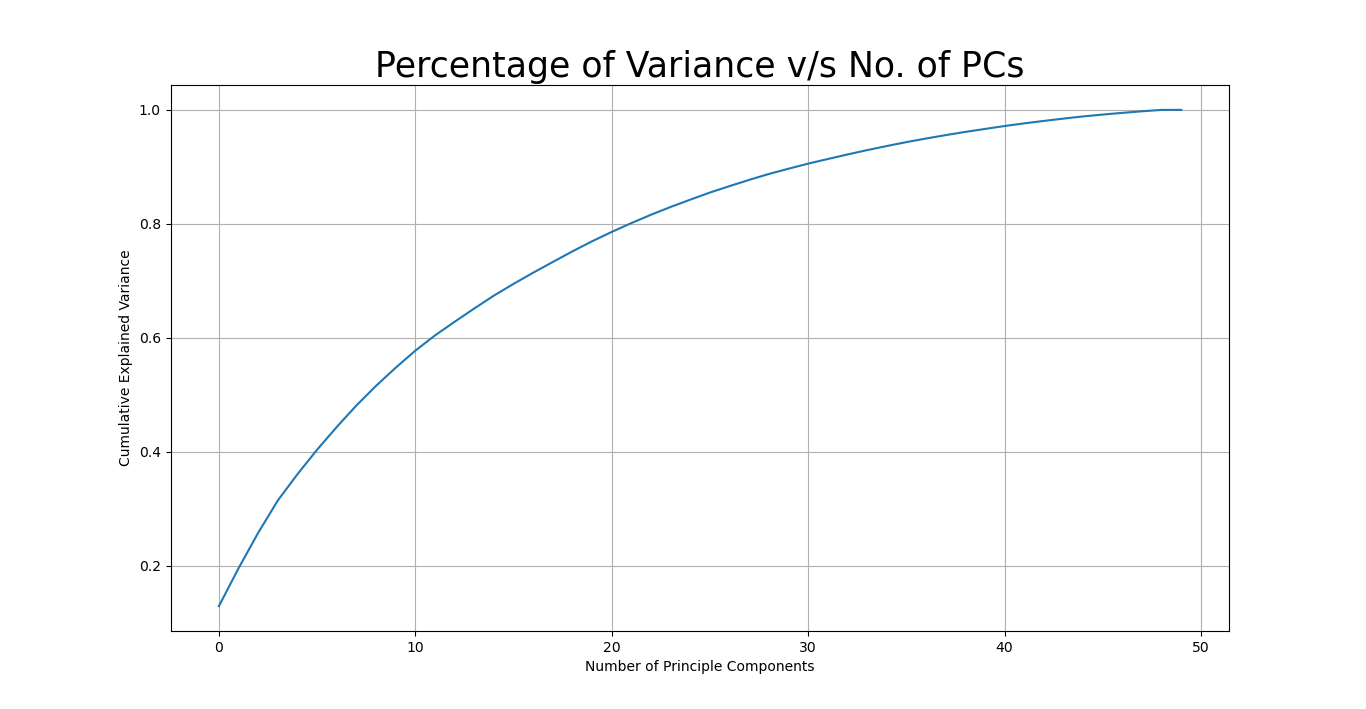 Percentage of Variance v/s No. of PCs
1.0
0.8
0.6
0.4
0.2
Cumulative Explained Variance
0 10 20 30 40 50
Number of Principle Components